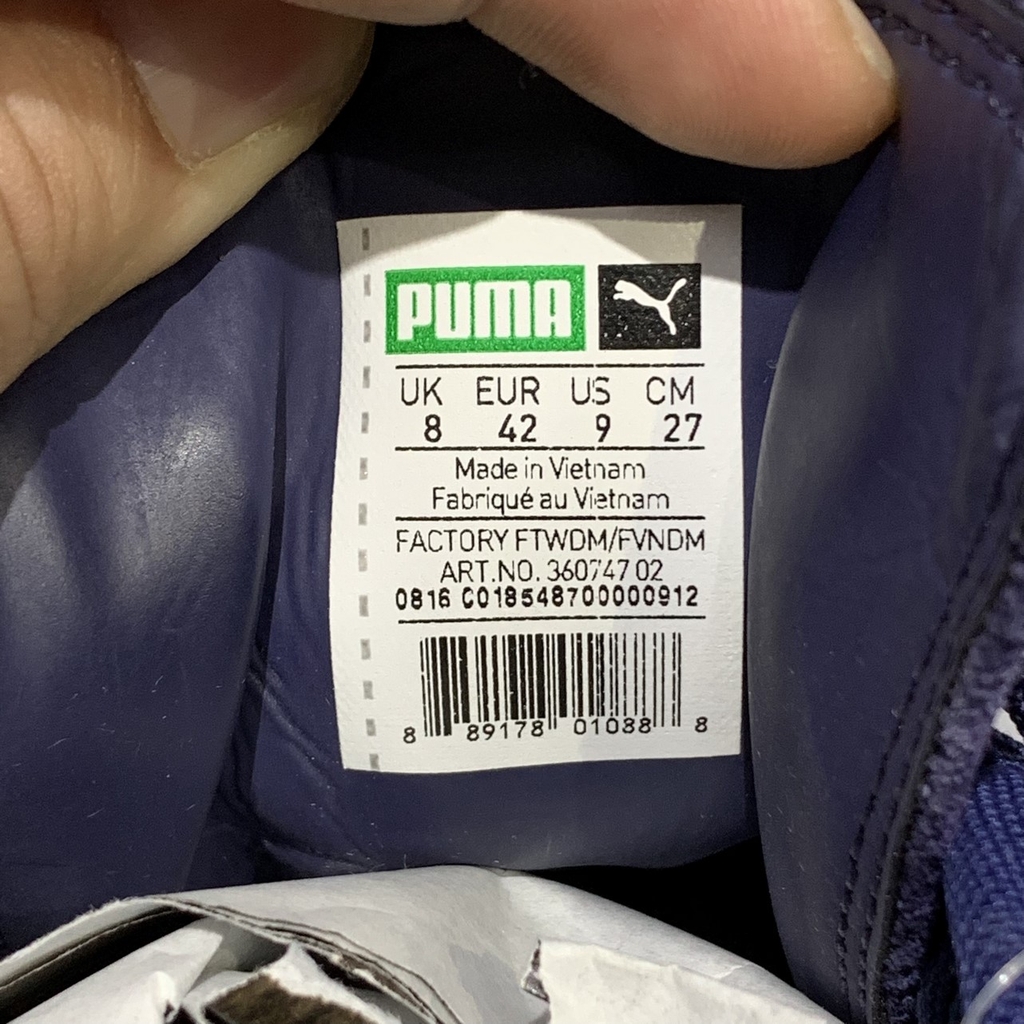 PUMA
UK EUR US CM
8 42 9 27
Made in Vietnam
Fabriqué au Vietnam
FACTORY FTWDM/FVNDM
ART.NO. 360747 02
0816 C018548700000912
8 89178 01088 8